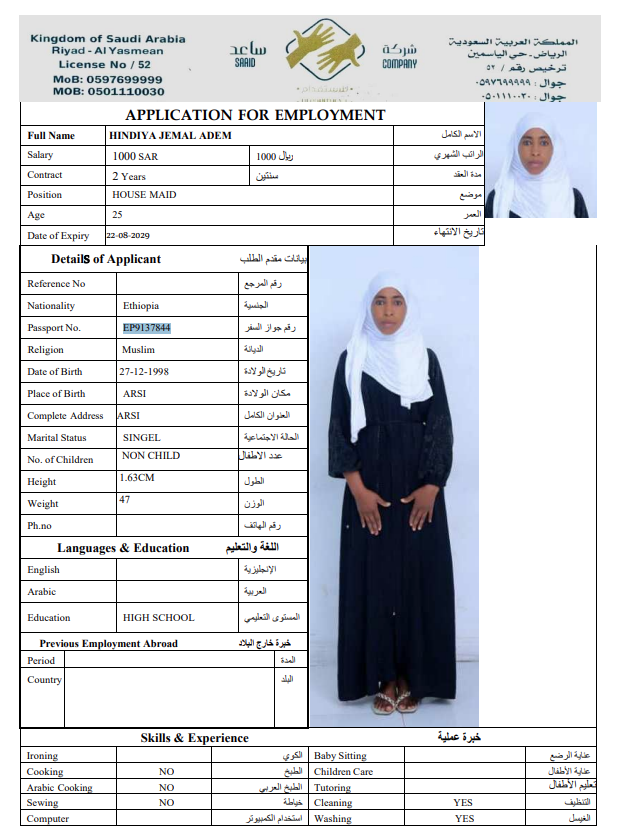 Kingdom of Saudi Arabia
Riyadh - Al Yasmean
License No / 52
MoB: 0597699999
MOB: 0501110030
ساعد
SAAID
شركة
COMPANY
المملكة العربية السعودية
الرياض - حي الياسمين
ترخيص رقم / ٥٢
جوال : ٠٥٩٧٦٩٩٩٩٩
جوال : ٠٥٠١١١٠٠٣٠
APPLICATION FOR EMPLOYMENT
Full Name HINDIYA JEMAL ADEM الاسم الكامل
Salary 1000 SAR 1000 ريال الراتب الشهري
Contract 2 Years سنتين مدة العقد
Position HOUSE MAID موضع
Age 25 العمر
Date of Expiry 22-08-2029 تاريخ الانتهاء
Details of Applicant بيانات مقدم الطلب
Reference No رقم المرجع
Nationality Ethiopia الجنسية
Passport No. EP9137844 رقم جواز السفر
Religion Muslim الديانة
Date of Birth 27-12-1998 تاريخ الولادة
Place of Birth ARSI مكان الولادة
Complete Address ARSI العنوان الكامل
Marital Status SINGEL الحالة الاجتماعية
No. of Children NON CHILD عدد الاطفال
Height 1.63CM الطول
Weight 47 الوزن
Ph.no رقم الهاتف
Languages & Education اللغة والتعليم
English الإنجليزية
Arabic العربية
Education HIGH SCHOOL المستوى التعليمي
Previous Employment Abroad خبرة خارج البلاد
Period المدة
Country البلد
Skills & Experience خبرة عملية
Ironing الكوي Baby Sitting عناية الرضع
Cooking NO الطبخ Children Care عناية الأطفال
Arabic Cooking NO الطبخ العربي Tutoring تعليم الأطفال
Sewing NO خياطة Cleaning YES التنظيف
Computer استخدام الكمبيوتر Washing YES الغسيل